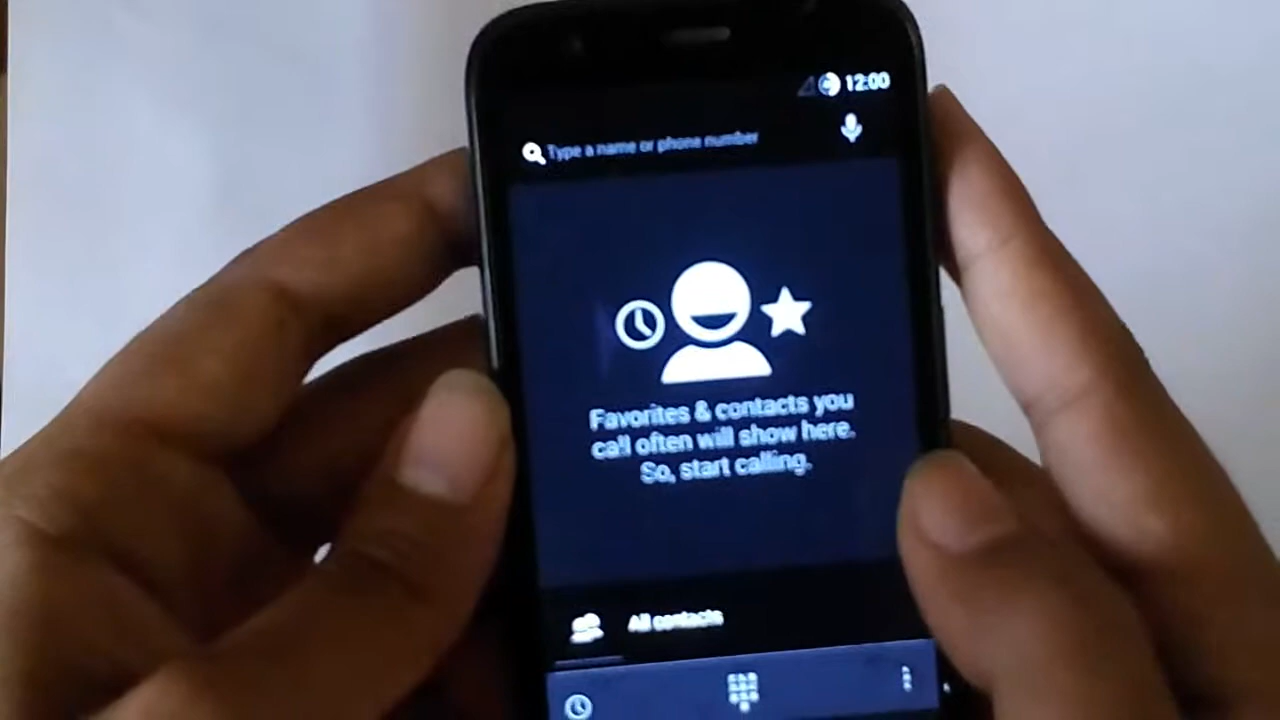 12:00
Type a name or phone number
Favorites & contacts you
call often will show here.
So, start calling.
All contacts